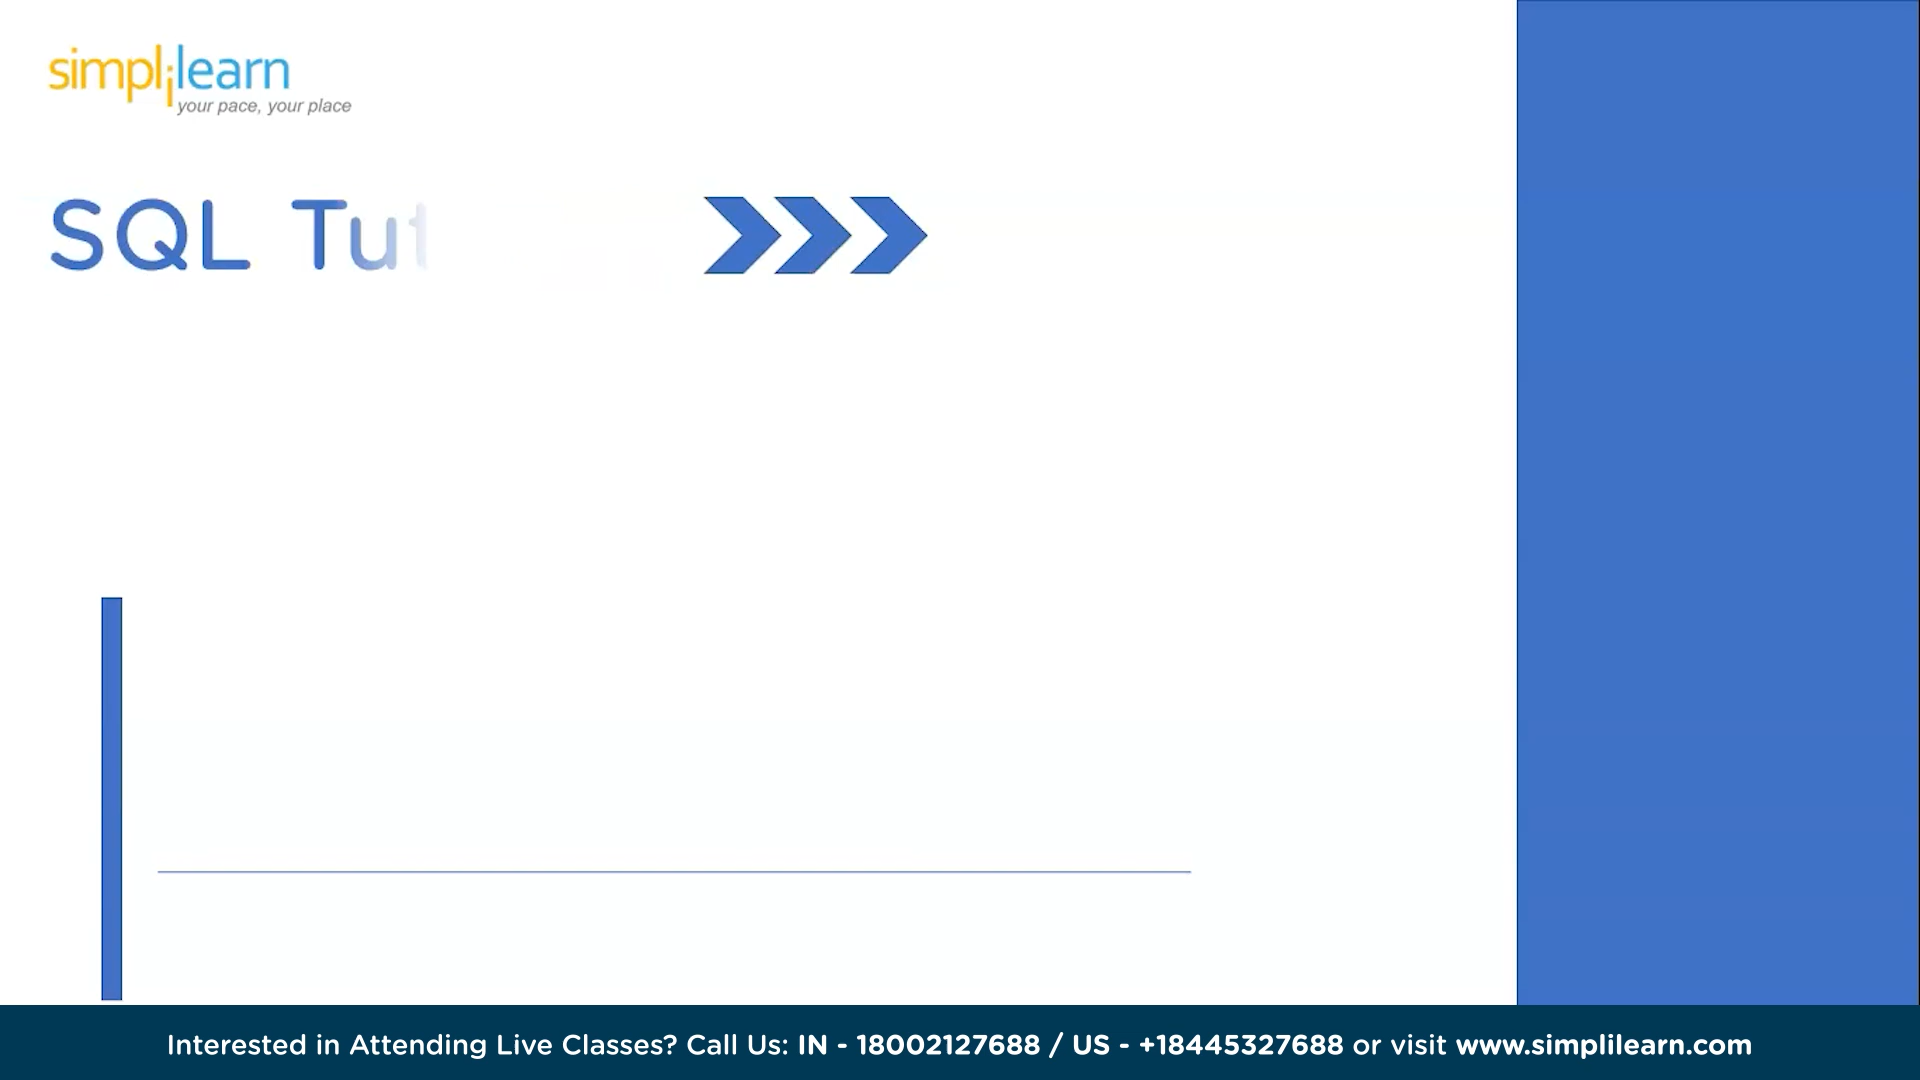 simplilearn
your pace, your place
SQL Tut
Interested in Attending Live Classes? Call Us: IN - 18002127688 / US - +18445327688 or visit www.simplilearn.com